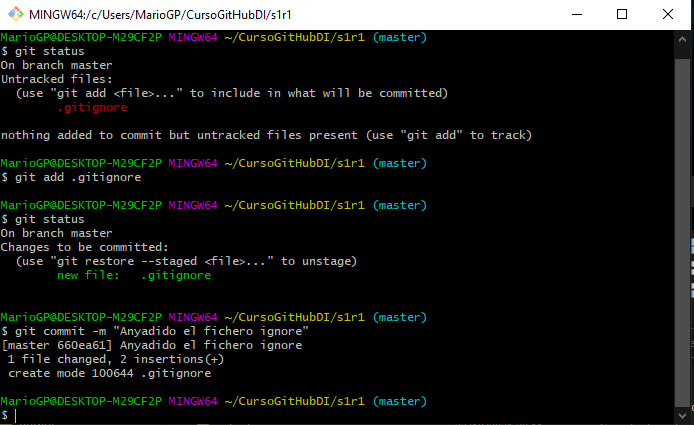 MINGW64:/c/Users/MarioGP/CursoGitHubDI/s1r1
MarioGP@DESKTOP-M29CF2P MINGW64 ~/CursoGitHubDI/s1r1 (master)
$ git status
On branch master
Untracked files:
  (use "git add <file>..." to include in what will be committed)
        .gitignore

nothing added to commit but untracked files present (use "git add" to track)

MarioGP@DESKTOP-M29CF2P MINGW64 ~/CursoGitHubDI/s1r1 (master)
$ git add .gitignore

MarioGP@DESKTOP-M29CF2P MINGW64 ~/CursoGitHubDI/s1r1 (master)
$ git status
On branch master
Changes to be committed:
  (use "git restore --staged <file>..." to unstage)
        new file:   .gitignore


MarioGP@DESKTOP-M29CF2P MINGW64 ~/CursoGitHubDI/s1r1 (master)
$ git commit -m "Anyadido el fichero ignore"
[master 660ea61] Anyadido el fichero ignore
 1 file changed, 2 insertions(+)
 create mode 100644 .gitignore

MarioGP@DESKTOP-M29CF2P MINGW64 ~/CursoGitHubDI/s1r1 (master)
$